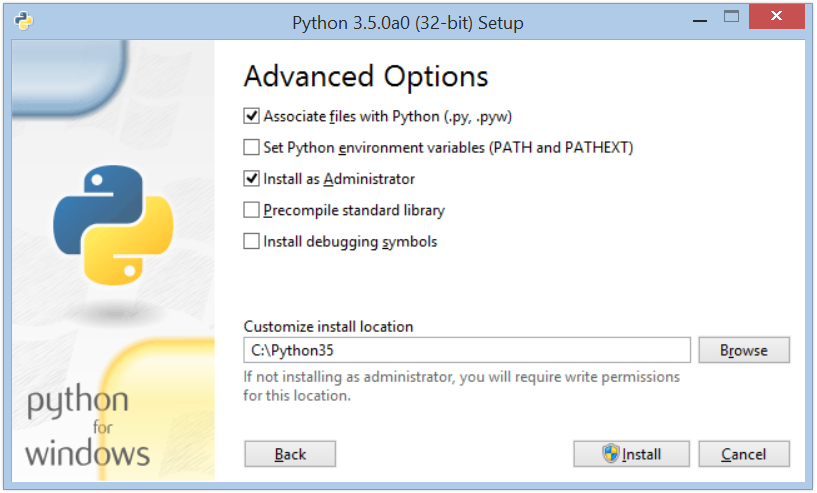 Python 3.5.0a0 (32-bit) Setup
Advanced Options
Associate files with Python (.py, .pyw)
Set Python environment variables (PATH and PATHEXT)
Install as Administrator
Precompile standard library
Install debugging symbols
Customize install location
C:\Python35
Browse
If not installing as administrator, you will require write permissions
for this location.
python
for
windows
Back
Install
Cancel